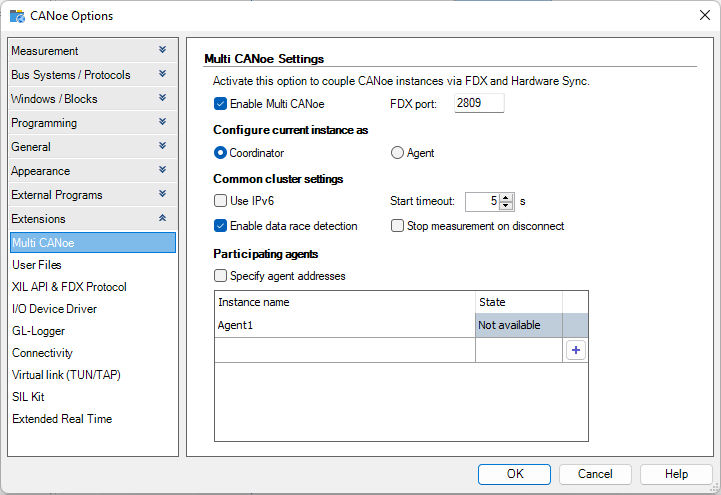 CANoe Options
Measurement
Bus Systems / Protocols
Windows / Blocks
Programming
General
Appearance
External Programs
Extensions
Multi CANoe
User Files
XIL API & FDX Protocol
I/O Device Driver
GL-Logger
Connectivity
Virtual link (TUN/TAP)
SIL Kit
Extended Real Time
Multi CANoe Settings
Activate this option to couple CANoe instances via FDX and Hardware Sync.
Enable Multi CANoe FDX port: 2809
Configure current instance as
Coordinator Agent
Common cluster settings
Use IPv6 Start timeout: 5 s
Enable data race detection Stop measurement on disconnect
Participating agents
Specify agent addresses
Instance name State
Agent1 Not available
+
OK Cancel Help